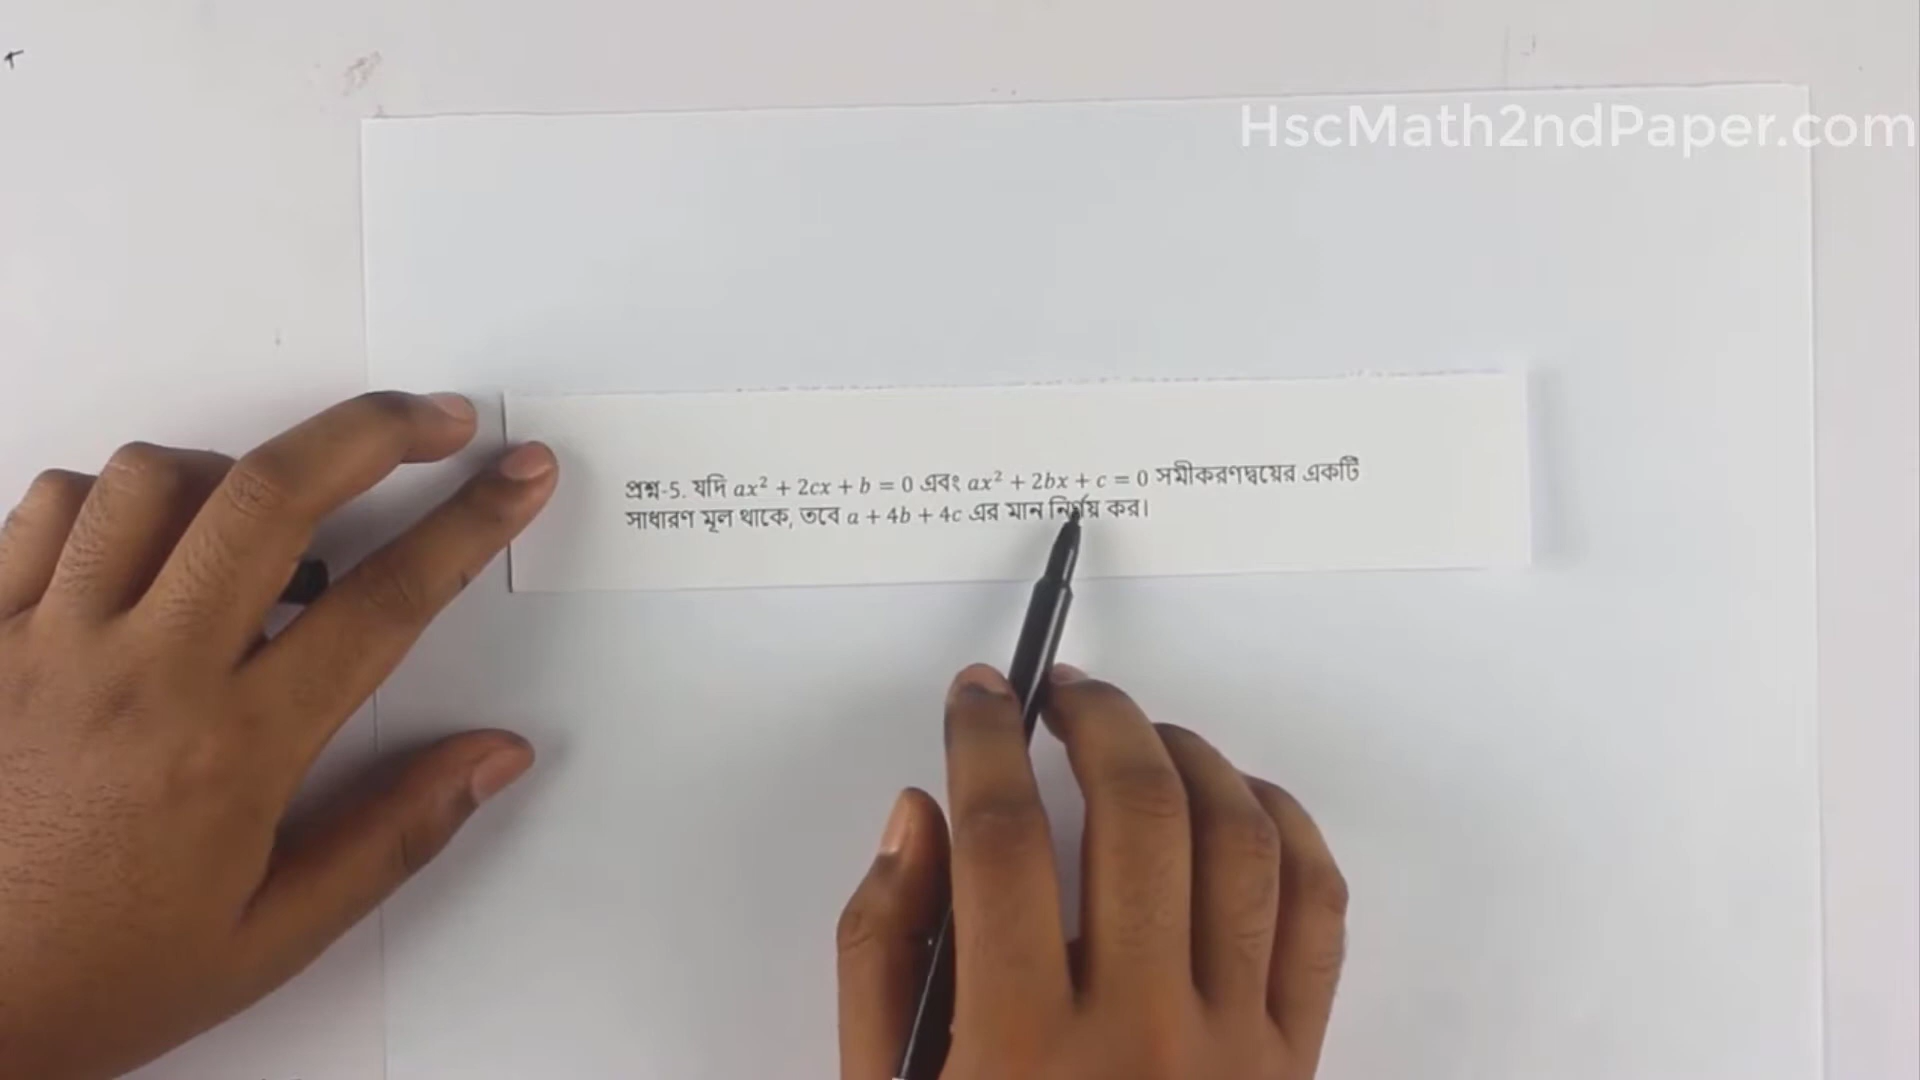 HscMath2ndPaper.com
প্রশ্ন-5. যদি ax² + 2cx + b = 0 এবং ax² + 2bx + c = 0 সমীকরণদ্বয়ের একটি
সাধারণ মূল থাকে, তবে a + 4b + 4c এর মান নির্ণয় কর।